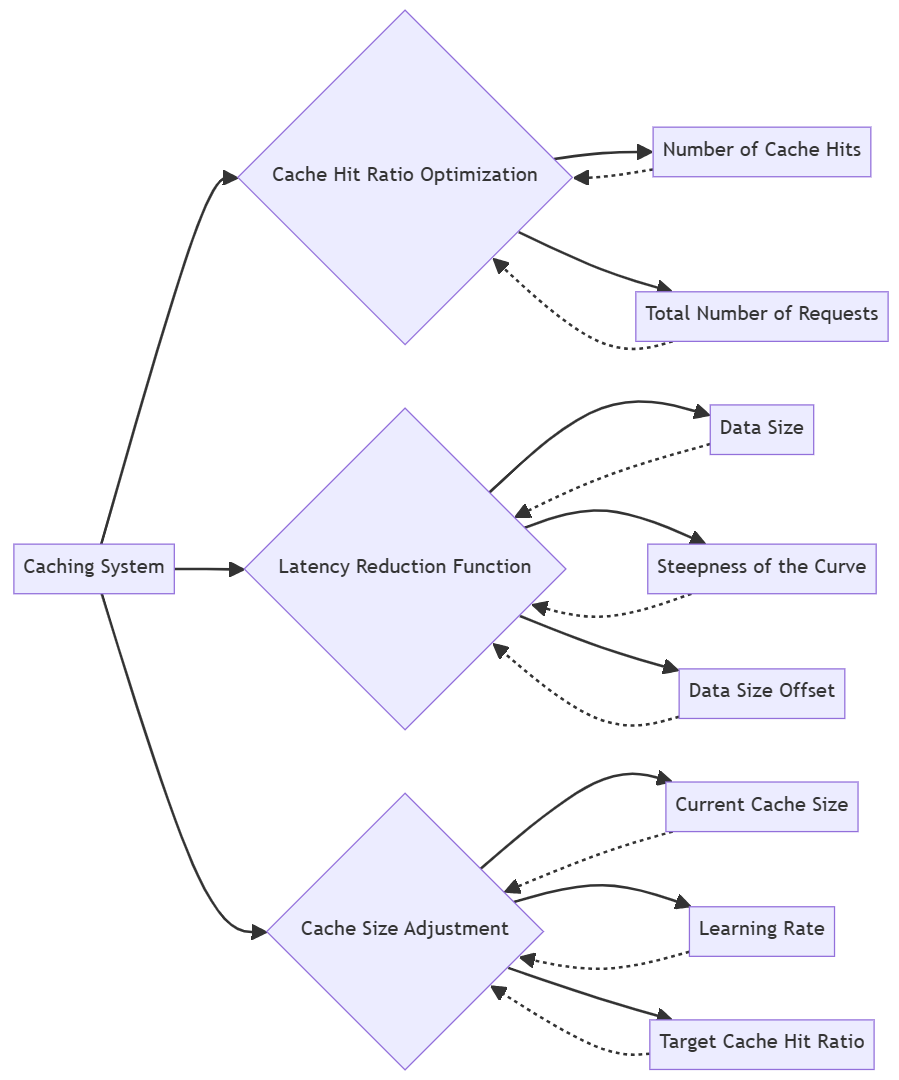 Cache Hit Ratio Optimization
Number of Cache Hits
Total Number of Requests
Caching System
Latency Reduction Function
Data Size
Steepness of the Curve
Data Size Offset
Cache Size Adjustment
Current Cache Size
Learning Rate
Target Cache Hit Ratio